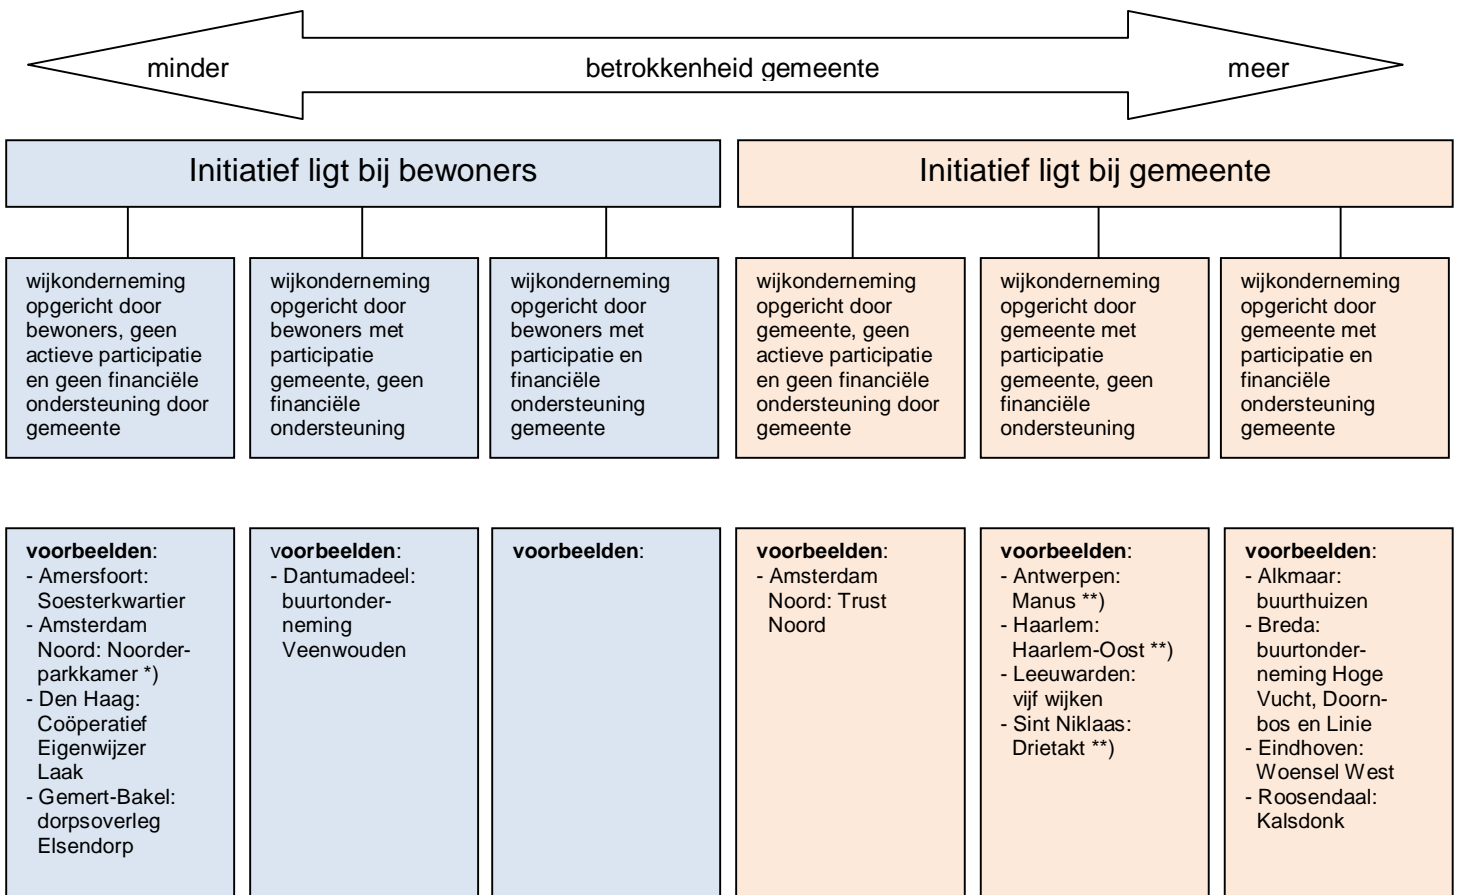 minder
betrokkenheid gemeente
meer
Initiatief ligt bij bewoners
Initiatief ligt bij gemeente
wijkonderneming
opgericht door
bewoners, geen
actieve participatie
en geen financiële
ondersteuning door
gemeente
wijkonderneming
opgericht door
bewoners met
participatie
gemeente, geen
financiële
ondersteuning
wijkonderneming
opgericht door
bewoners met
participatie en
financiële
ondersteuning
gemeente
wijkonderneming
opgericht door
gemeente, geen
actieve participatie
en geen financiële
ondersteuning door
gemeente
wijkonderneming
opgericht door
gemeente met
participatie
gemeente, geen
financiële
ondersteuning
wijkonderneming
opgericht door
gemeente met
participatie en
financiële
ondersteuning
gemeente
voorbeelden:
- Amersfoort:
Soesterkwartier
- Amsterdam
Noord: Noorder-
parkkamer *)
- Den Haag:
Coöperatief
Eigenwijzer
Laak
- Gemert-Bakel:
dorpsoverleg
Elsendorp
voorbeelden:
- Dantumadeel:
buurtonder-
neming
Veenwouden
voorbeelden:
voorbeelden:
- Amsterdam
Noord: Trust
Noord
voorbeelden:
- Antwerpen:
Manus **)
- Haarlem:
Haarlem-Oost **)
- Leeuwarden:
vijf wijken
- Sint Niklaas:
Drietakt **)
voorbeelden:
- Alkmaar:
buurthuizen
- Breda:
buurtonder-
neming Hoge
Vucht, Doorn-
bos en Linie
- Eindhoven:
Woensel West
- Roosendaal:
Kalsdonk